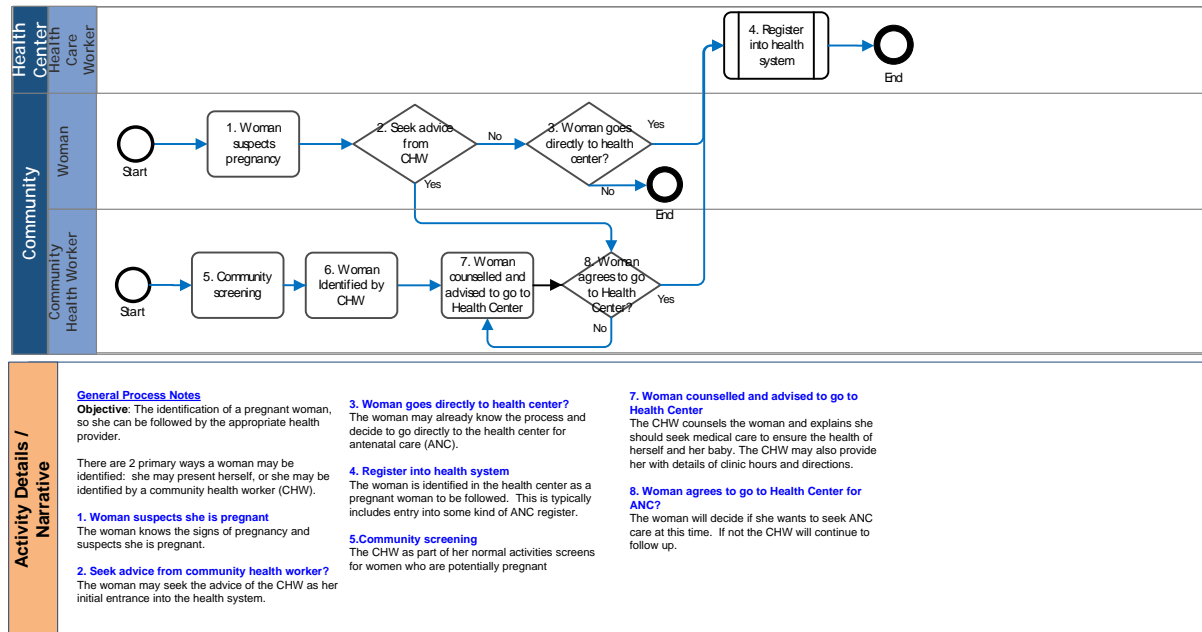 Health
Center
Health
Care
Worker
4. Register
into health
system
End
Community
Woman
Start
1. Woman
suspects
pregnancy
2. Seek advice
from
CHW
No
Yes
3. Woman goes
directly to health
center?
Yes
No
End
Community
Health Worker
Start
5. Community
screening
6. Woman
Identified by
CHW
7. Woman
counselled and
advised to go to
Health Center
8. Woman
agrees to go
to Health
Center?
Yes
No
Activity Details /
Narrative
General Process Notes
Objective: The identification of a pregnant woman,
so she can be followed by the appropriate health
provider.
There are 2 primary ways a woman may be
identified: she may present herself, or she may be
identified by a community health worker (CHW).
1. Woman suspects she is pregnant
The woman knows the signs of pregnancy and
suspects she is pregnant.
2. Seek advice from community health worker?
The woman may seek the advice of the CHW as her
initial entrance into the health system.
3. Woman goes directly to health center?
The woman may already know the process and
decide to go directly to the health center for
antenatal care (ANC).
4. Register into health system
The woman is identified in the health center as a
pregnant woman to be followed. This is typically
includes entry into some kind of ANC register.
5.Community screening
The CHW as part of her normal activities screens
for women who are potentially pregnant
7. Woman counselled and advised to go to
Health Center
The CHW counsels the woman and explains she
should seek medical care to ensure the health of
herself and her baby. The CHW may also provide
her with details of clinic hours and directions.
8. Woman agrees to go to Health Center for
ANC?
The woman will decide if she wants to seek ANC
care at this time. If not the CHW will continue to
follow up.